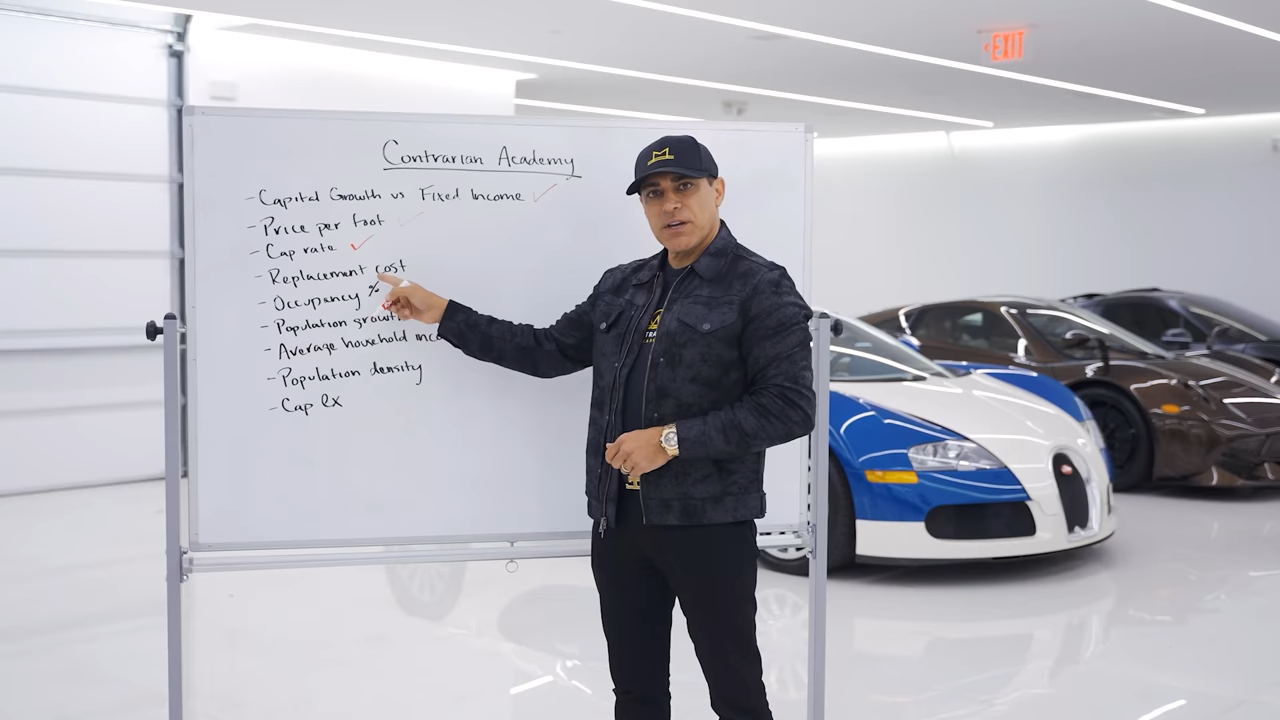 Contrarian Academy
- Capital Growth vs Fixed Income ✓
- Price per foot
- Cap rate ✓
- Replacement cost
- Occupancy %
- Population growth
- Average household inco
- Population density
- Cap Ex
EXIT